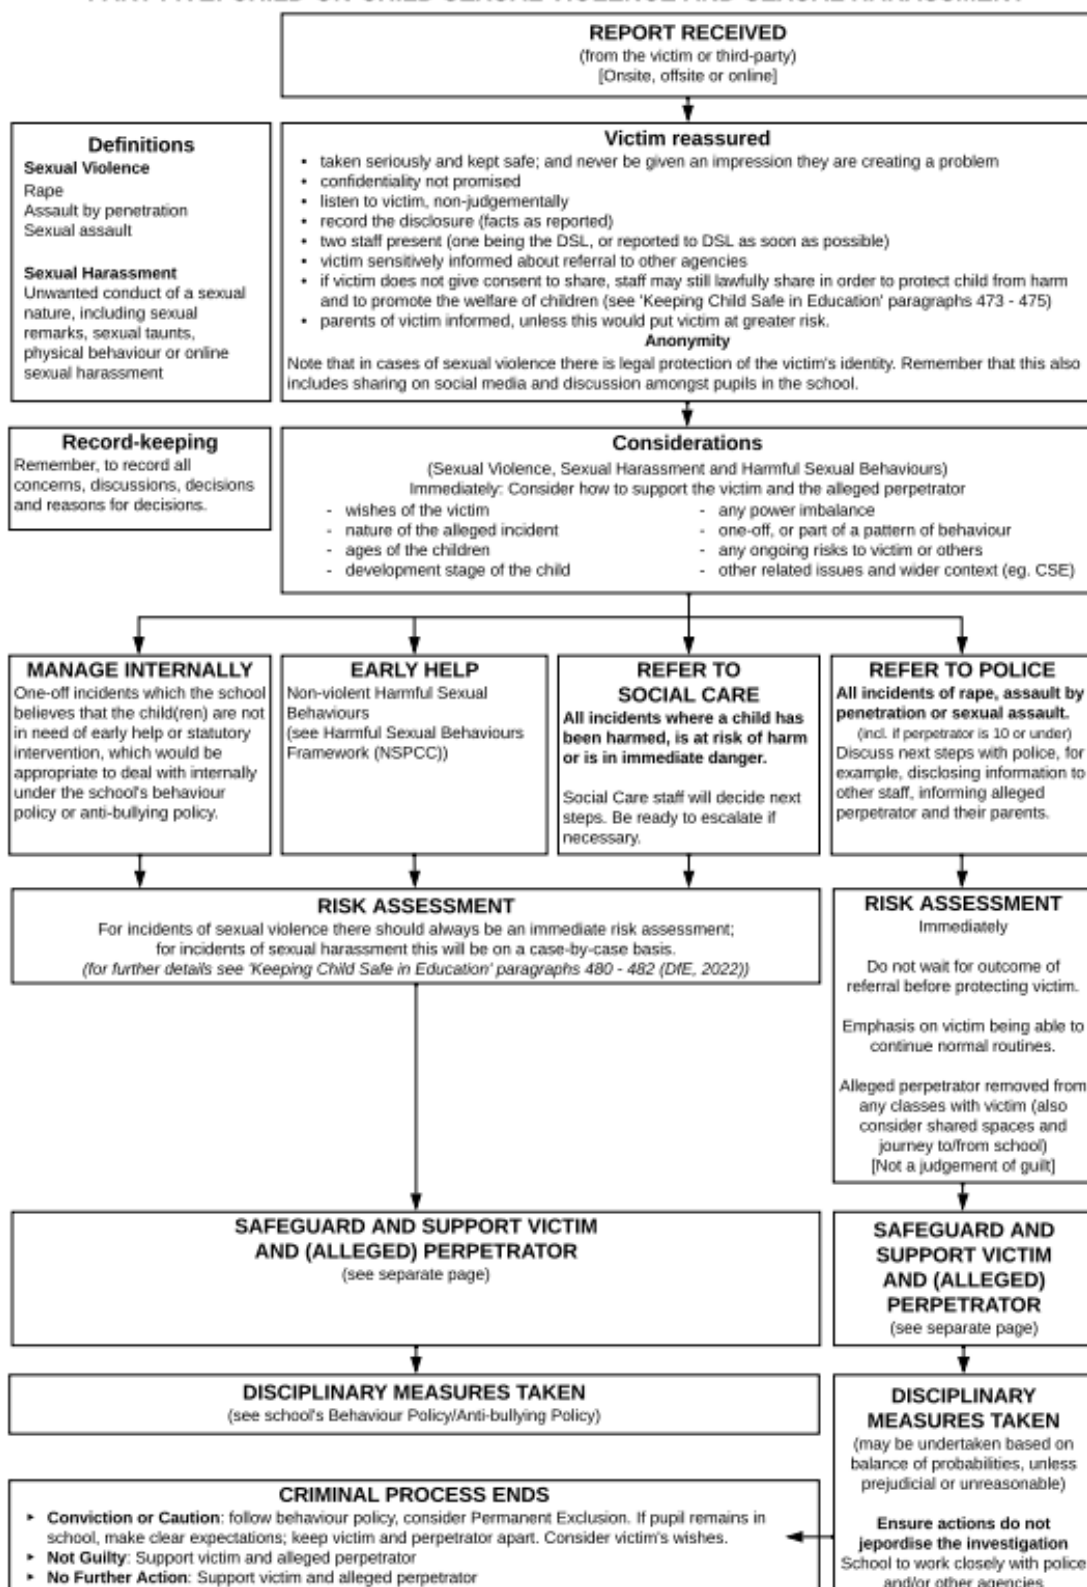 REPORT RECEIVED
(from the victim or third-party)
[Onsite, offsite or online]
Definitions
Sexual Violence
Rape
Assault by penetration
Sexual assault
Sexual Harassment
Unwanted conduct of a sexual
nature, including sexual
remarks, sexual taunts,
physical behaviour or online
sexual harassment
Victim reassured
• taken seriously and kept safe; and never be given an impression they are creating a problem
• confidentiality not promised
• listen to victim, non-judgementally
• record the disclosure (facts as reported)
• two staff present (one being the DSL, or reported to DSL as soon as possible)
• victim sensitively informed about referral to other agencies
• if victim does not give consent to share, staff may still lawfully share in order to protect child from harm
and to promote the welfare of children (see 'Keeping Child Safe in Education' paragraphs 473 - 475)
• parents of victim informed, unless this would put victim at greater risk.
Anonymity
Note that in cases of sexual violence there is legal protection of the victim's identity. Remember that this also
includes sharing on social media and discussion amongst pupils in the school.
Record-keeping
Remember, to record all
concerns, discussions, decisions
and reasons for decisions.
Considerations
(Sexual Violence, Sexual Harassment and Harmful Sexual Behaviours)
Immediately: Consider how to support the victim and the alleged perpetrator
- wishes of the victim
- nature of the alleged incident
- ages of the children
- development stage of the child
- any power imbalance
- one-off, or part of a pattern of behaviour
- any ongoing risks to victim or others
- other related issues and wider context (eg. CSE)
MANAGE INTERNALLY
One-off incidents which the school
believes that the child(ren) are not
in need of early help or statutory
intervention, which would be
appropriate to deal with internally
under the school's behaviour
policy or anti-bullying policy.
EARLY HELP
Non-violent Harmful Sexual
Behaviours
(see Harmful Sexual Behaviours
Framework (NSPCC))
REFER TO
SOCIAL CARE
All incidents where a child has
been harmed, is at risk of harm
or is in immediate danger.
Social Care staff will decide next
steps. Be ready to escalate if
necessary.
REFER TO POLICE
All incidents of rape, assault by
penetration or sexual assault.
(incl. if perpetrator is 10 or under)
Discuss next steps with police, for
example, disclosing information to
other staff, informing alleged
perpetrator and their parents.
RISK ASSESSMENT
For incidents of sexual violence there should always be an immediate risk assessment;
for incidents of sexual harassment this will be on a case-by-case basis.
(for further details see 'Keeping Child Safe in Education' paragraphs 480 - 482 (DfE, 2022))
RISK ASSESSMENT
Immediately
Do not wait for outcome of
referral before protecting victim.
Emphasis on victim being able to
continue normal routines.
Alleged perpetrator removed from
any classes with victim (also
consider shared spaces and
journey to/from school)
[Not a judgement of guilt]
SAFEGUARD AND SUPPORT VICTIM
AND (ALLEGED) PERPETRATOR
(see separate page)
SAFEGUARD AND
SUPPORT VICTIM
AND (ALLEGED)
PERPETRATOR
(see separate page)
DISCIPLINARY MEASURES TAKEN
(see school's Behaviour Policy/Anti-bullying Policy)
DISCIPLINARY
MEASURES TAKEN
(may be undertaken based on
balance of probabilities, unless
prejudicial or unreasonable)
Ensure actions do not
jepordise the investigation
School to work closely with police
and/or other agencies
CRIMINAL PROCESS ENDS
▸ Conviction or Caution: follow behaviour policy, consider Permanent Exclusion. If pupil remains in
school, make clear expectations; keep victim and perpetrator apart. Consider victim's wishes.
▸ Not Guilty: Support victim and alleged perpetrator
▸ No Further Action: Support victim and alleged perpetrator